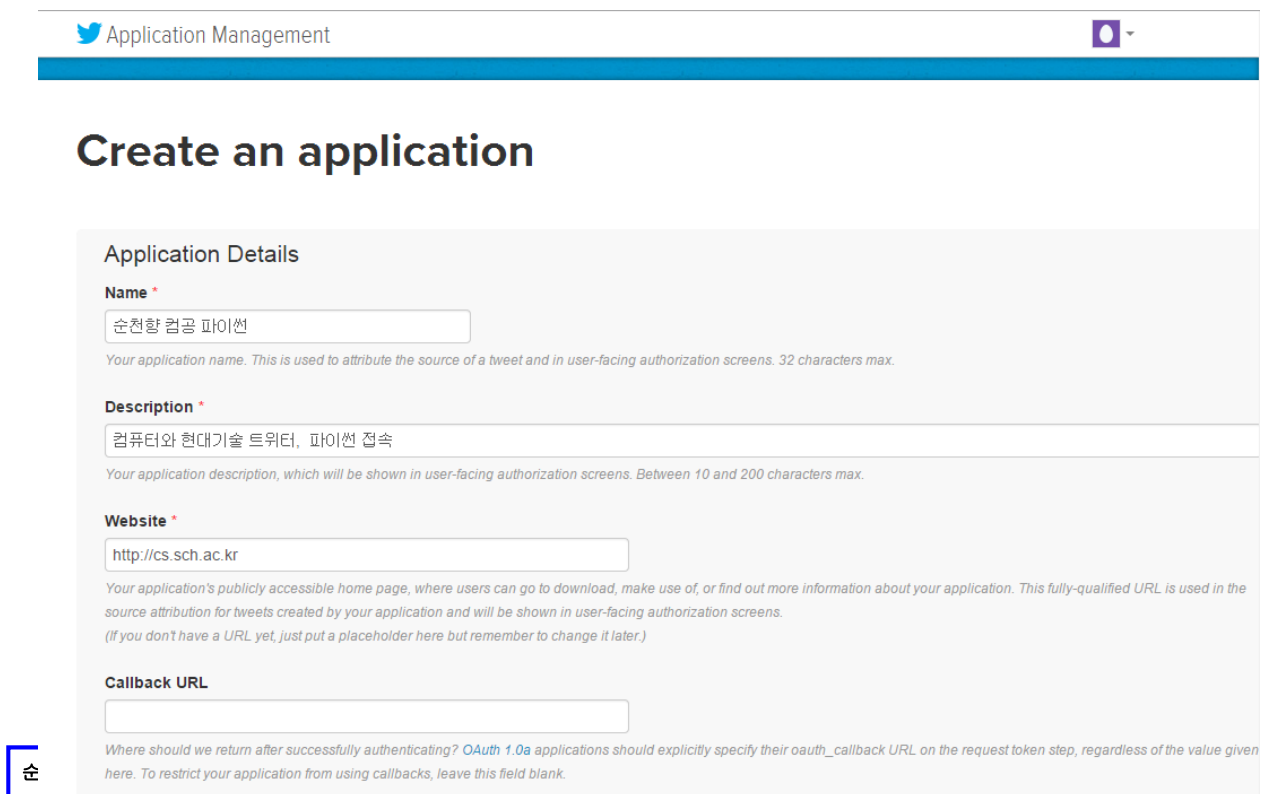 Application Management
Create an application
Application Details
Name *
순천향 컴공 파이썬
Your application name. This is used to attribute the source of a tweet and in user-facing authorization screens. 32 characters max.
Description *
컴퓨터와 현대기술 트위터, 파이썬 접속
Your application description, which will be shown in user-facing authorization screens. Between 10 and 200 characters max.
Website *
http://cs.sch.ac.kr
Your application's publicly accessible home page, where users can go to download, make use of, or find out more information about your application. This fully-qualified URL is used in the
source attribution for tweets created by your application and will be shown in user-facing authorization screens.
(If you don't have a URL yet, just put a placeholder here but remember to change it later.)
Callback URL
Where should we return after successfully authenticating? OAuth 1.0a applications should explicitly specify their oauth_callback URL on the request token step, regardless of the value given
here. To restrict your application from using callbacks, leave this field blank.
순